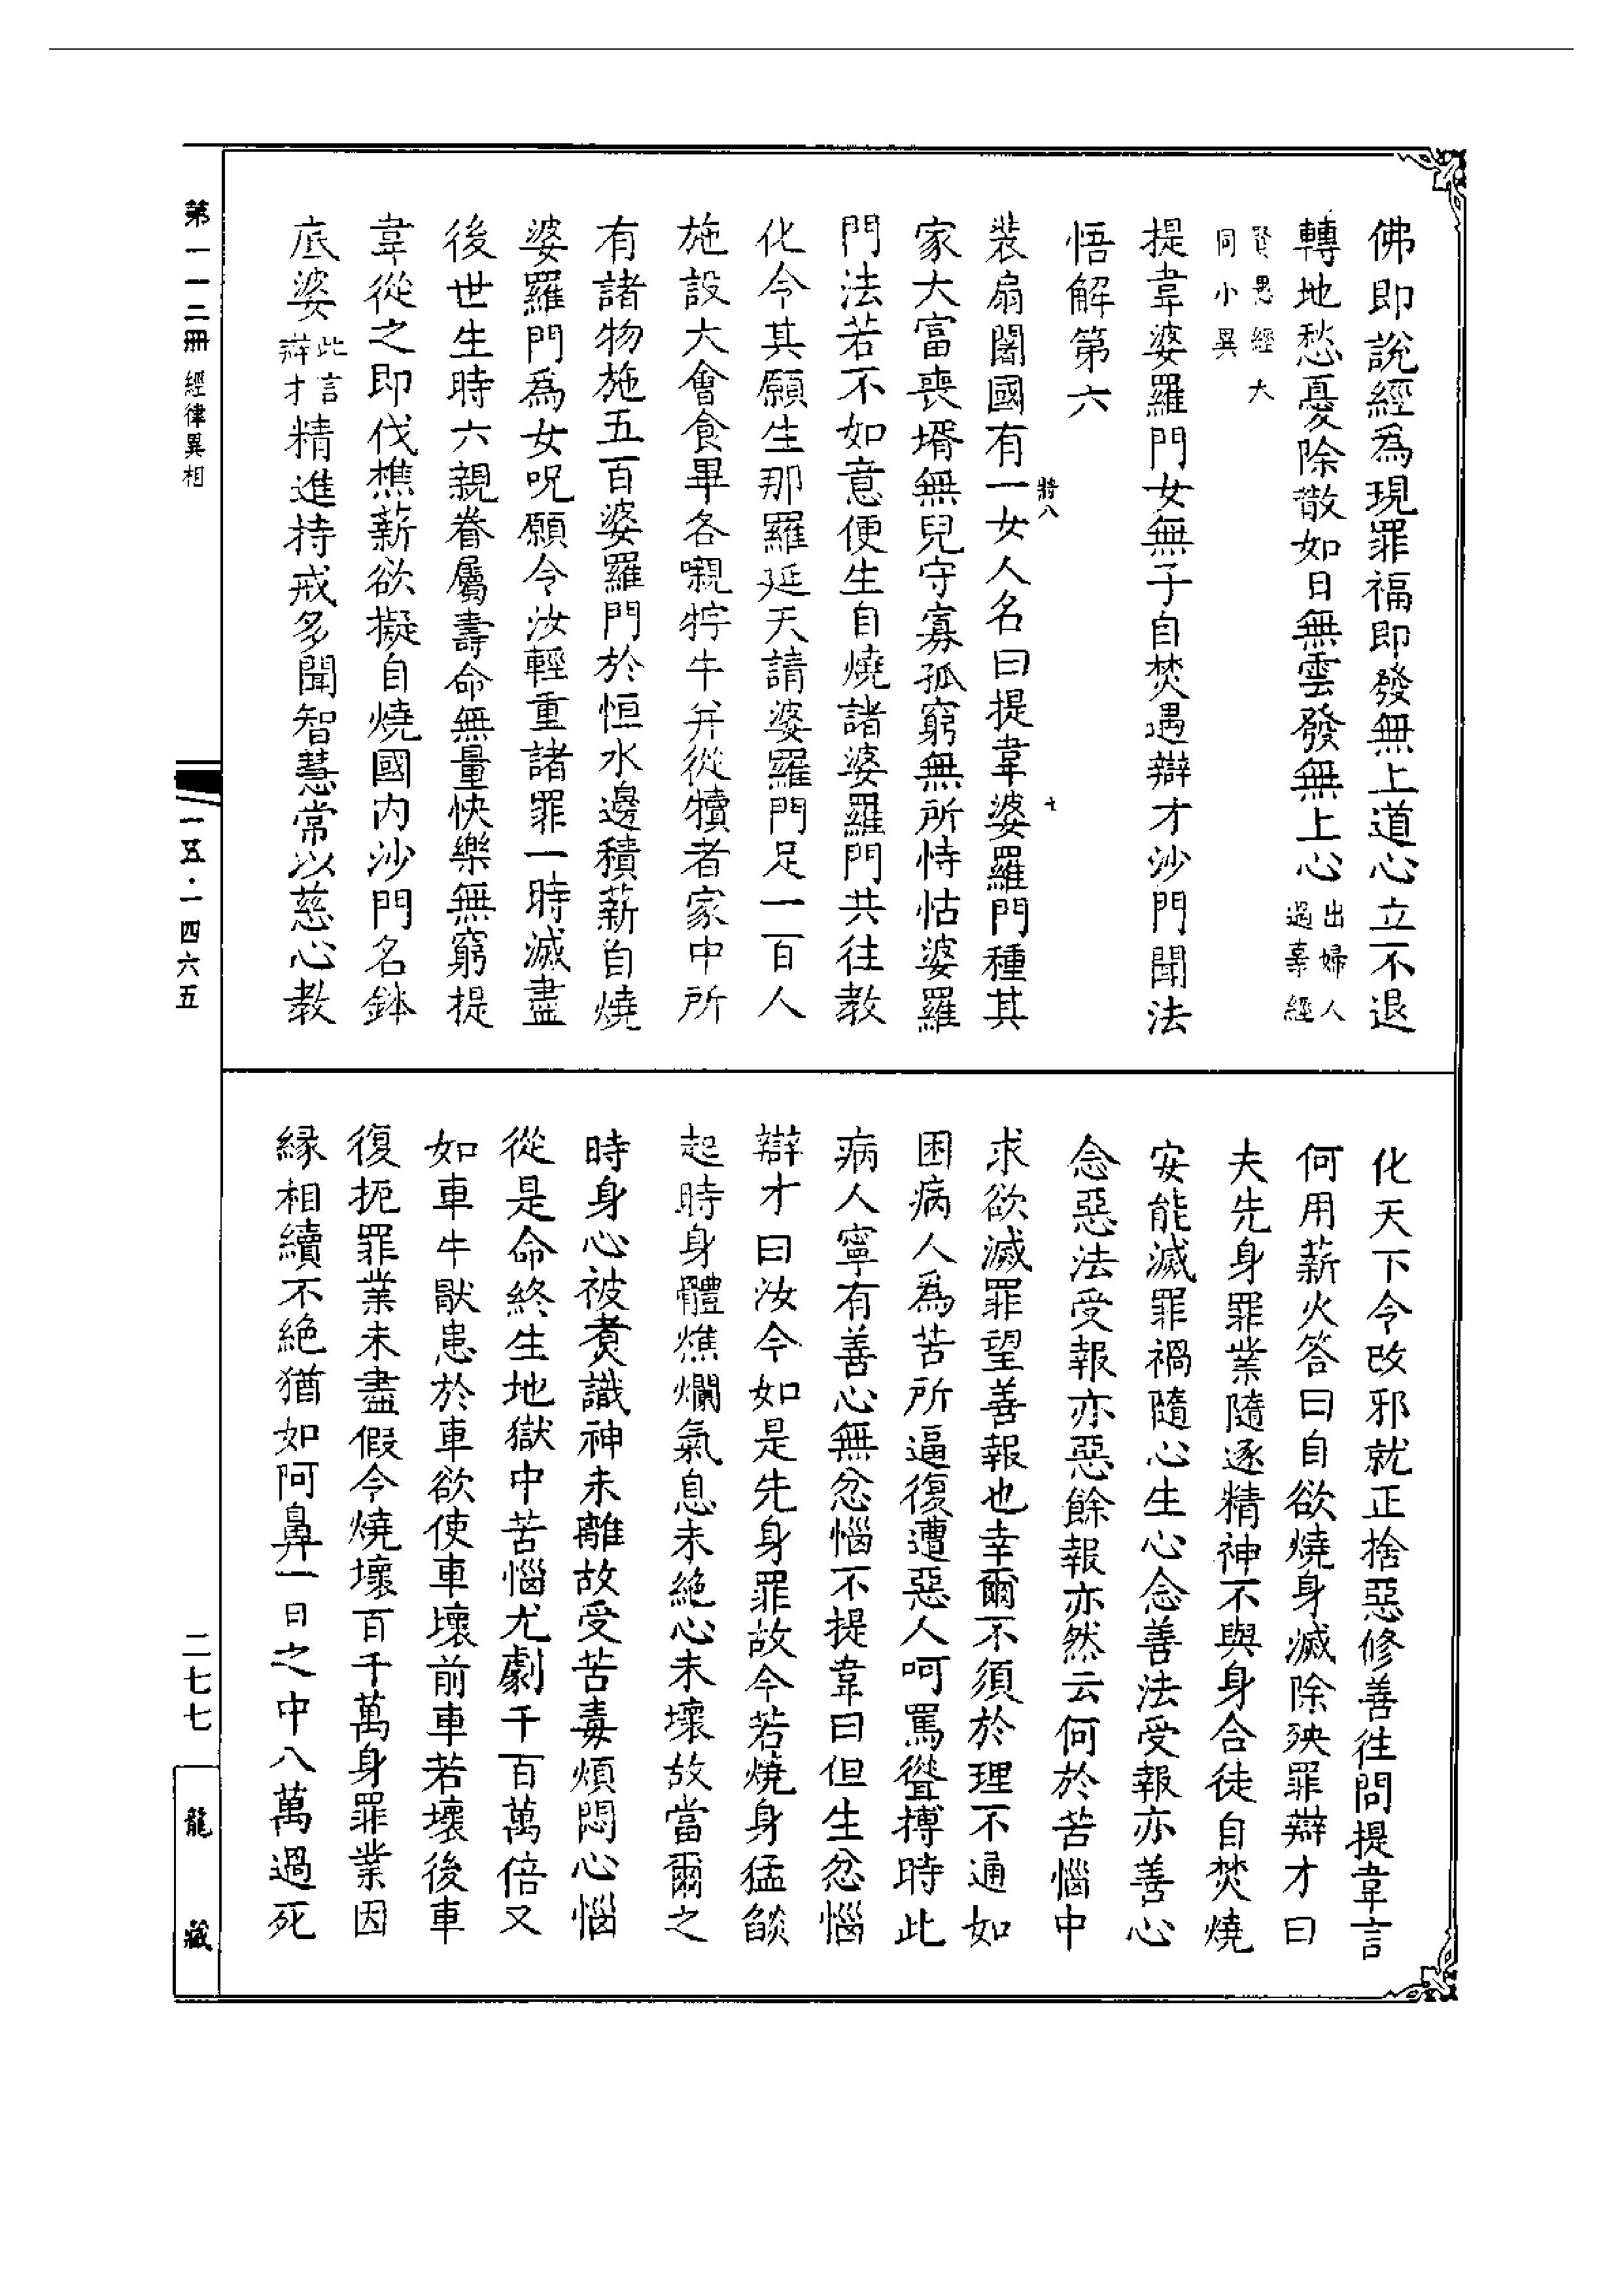 佛即說經為現罪福即發無上道心立不退
轉地愁憂除散如日無雲發無上心出婦人遇辜經
賢愚經大同小異
提韋婆羅門女無子自焚遇辯才沙門聞法
悟解第六
裝扇闍國有一女人名曰提韋婆羅門種其
將八
七
家大富喪壻無兒守寡孤窮無所恃怙婆羅
門法若不如意便生自燒諸婆羅門共往教
化令其願生那羅延天請婆羅門足一百人
施設大會食畢各嚫牸牛并從犢者家中所
有諸物施五百婆羅門於恒水邊積薪自燒
婆羅門為女呪願令汝輕重諸罪一時滅盡
後世生時六親眷屬壽命無量快樂無窮提
韋從之即伐樵薪欲擬自燒國內沙門名鉢
底婆此言辯才精進持戒多聞智慧常以慈心教
化天下令改邪就正捨惡修善往問提韋言
何用薪火答曰自欲燒身滅除殃罪辯才曰
夫先身罪業隨逐精神不與身合徒自焚燒
安能滅罪禍隨心生心念善法受報亦善心
念惡法受報亦惡餘報亦然云何於苦惱中
求欲滅罪望善報也幸爾不須於理不通如
困病人為苦所逼復遭惡人呵罵聳搏時此
病人寧有善心無忿惱不提韋曰但生忿惱
辯才曰汝今如是先身罪故今若燒身猛燄
起時身體燋爛氣息未絕心未壞故當爾之
時身心被煑識神未離故受苦毒煩悶心惱
從是命終生地獄中苦惱尤劇千百萬倍又
如車牛猒患於車欲使車壞前車若壞後車
復扼罪業未盡假令燒壞百千萬身罪業因
緣相續不絕猶如阿鼻一日之中八萬過死
第一一二冊 經律異相
一五·一四六五
二七七
龍藏